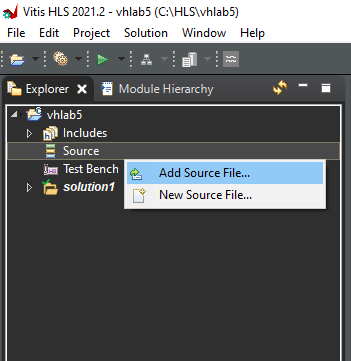 Vitis HLS 2021.2 - vhlab5 (C:\HLS\vhlab5)
File Edit Project Solution Window Help
Explorer Module Hierarchy
vhlab5
Includes
Source
Add Source File...
Test Bench
New Source File...
solution1